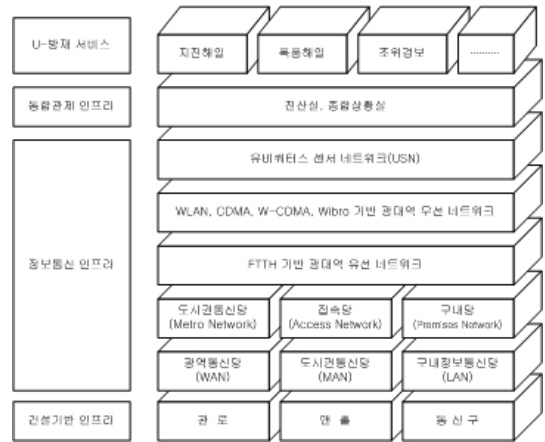 U-방재 서비스
지진해일
폭풍해일
조위경보
..........
통합관제 인프라
전산실, 종합상황실
정보통신 인프라
유비쿼터스 센서 네트워크(USN)
WLAN, CDMA, W-CDMA, Wibro 기반 광대역 무선 네트워크
FTTH 기반 광대역 유선 네트워크
도시권통신망
(Metro Network)
접속망
(Access Network)
구내망
(Premises Network)
광역통신망
(WAN)
도시권통신망
(MAN)
구내정보통신망
(LAN)
건설기반 인프라
관 로
맨 홀
통 신 구